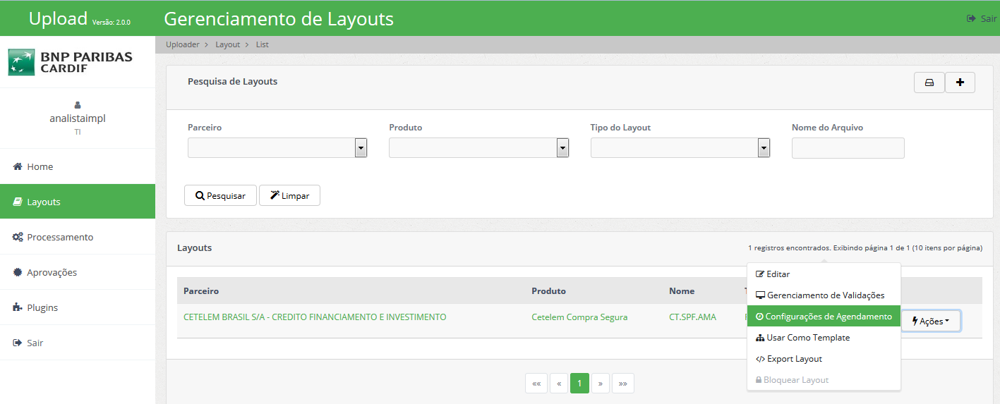 Upload Versão: 2.0.0
Gerenciamento de Layouts
Sair
BNP PARIBAS
CARDIF
Uploader > Layout > List
analistaimpl
TI
Home
Layouts
Processamento
Aprovações
Plugins
Sair
Pesquisa de Layouts
Parceiro Produto Tipo do Layout Nome do Arquivo
Pesquisar Limpar
Layouts
1 registros encontrados. Exibindo página 1 de 1 (10 itens por página)
Parceiro Produto Nome
CETELEM BRASIL S/A - CREDITO FINANCIAMENTO E INVESTIMENTO Cetelem Compra Segura CT.SPF.AMA
Ações
Editar
Gerenciamento de Validações
Configurações de Agendamento
Usar Como Template
Export Layout
Bloquear Layout
«« « 1 » »»